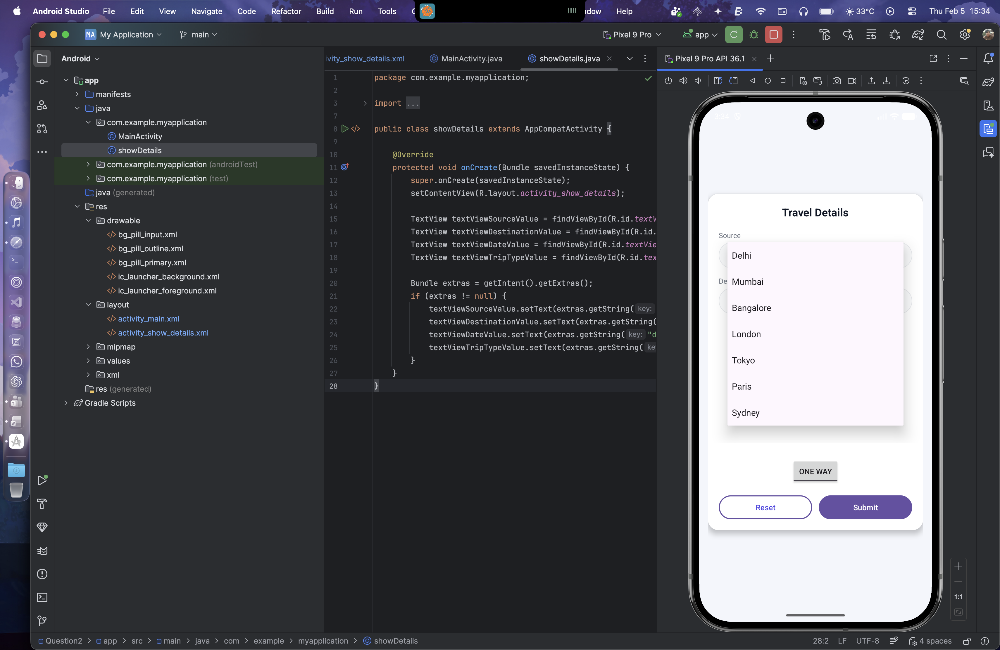 Android Studio File Edit View Navigate Code Refactor Build Run Tools Help 33°C Thu Feb 5 15:34
MA My Application main Pixel 9 Pro app
Android
app
manifests
java
com.example.myapplication
MainActivity
showDetails
com.example.myapplication (androidTest)
com.example.myapplication (test)
java (generated)
res
drawable
bg_pill_input.xml
bg_pill_outline.xml
bg_pill_primary.xml
ic_launcher_background.xml
ic_launcher_foreground.xml
layout
activity_main.xml
activity_show_details.xml
mipmap
values
xml
res (generated)
Gradle Scripts
ivity_show_details.xml MainActivity.java showDetails.java
1 package com.example.myapplication;
2
3 import ...
7
8 public class showDetails extends AppCompatActivity {
9
10 @Override
11 protected void onCreate(Bundle savedInstanceState) {
12 super.onCreate(savedInstanceState);
13 setContentView(R.layout.activity_show_details);
14
15 TextView textViewSourceValue = findViewById(R.id.textV
16 TextView textViewDestinationValue = findViewById(R.id.
17 TextView textViewDateValue = findViewById(R.id.textVie
18 TextView textViewTripTypeValue = findViewById(R.id.tex
19
20 Bundle extras = getIntent().getExtras();
21 if (extras != null) {
22 textViewSourceValue.setText(extras.getString( key:
23 textViewDestinationValue.setText(extras.getString(
24 textViewDateValue.setText(extras.getString( key: "d
25 textViewTripTypeValue.setText(extras.getString( key
26 }
27 }
28 }
Pixel 9 Pro API 36.1
3:34
Travel Details
Source
Delhi
De
Mumbai
Bangalore
London
Tokyo
Paris
Sydney
ONE WAY
Reset Submit
1:1
Question2 > app > src > main > java > com > example > myapplication > showDetails
28:2 LF UTF-8 4 spaces